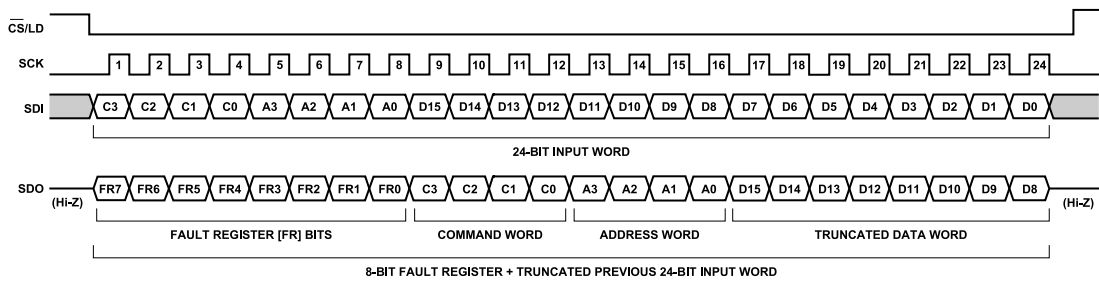 CS/LD
SCK 1 2 3 4 5 6 7 8 9 10 11 12 13 14 15 16 17 18 19 20 21 22 23 24
SDI C3 C2 C1 C0 A3 A2 A1 A0 D15 D14 D13 D12 D11 D10 D9 D8 D7 D6 D5 D4 D3 D2 D1 D0
24-BIT INPUT WORD
SDO FR7 FR6 FR5 FR4 FR3 FR2 FR1 FR0 C3 C2 C1 C0 A3 A2 A1 A0 D15 D14 D13 D12 D11 D10 D9 D8
(Hi-Z) (Hi-Z)
FAULT REGISTER [FR] BITS COMMAND WORD ADDRESS WORD TRUNCATED DATA WORD
8-BIT FAULT REGISTER + TRUNCATED PREVIOUS 24-BIT INPUT WORD